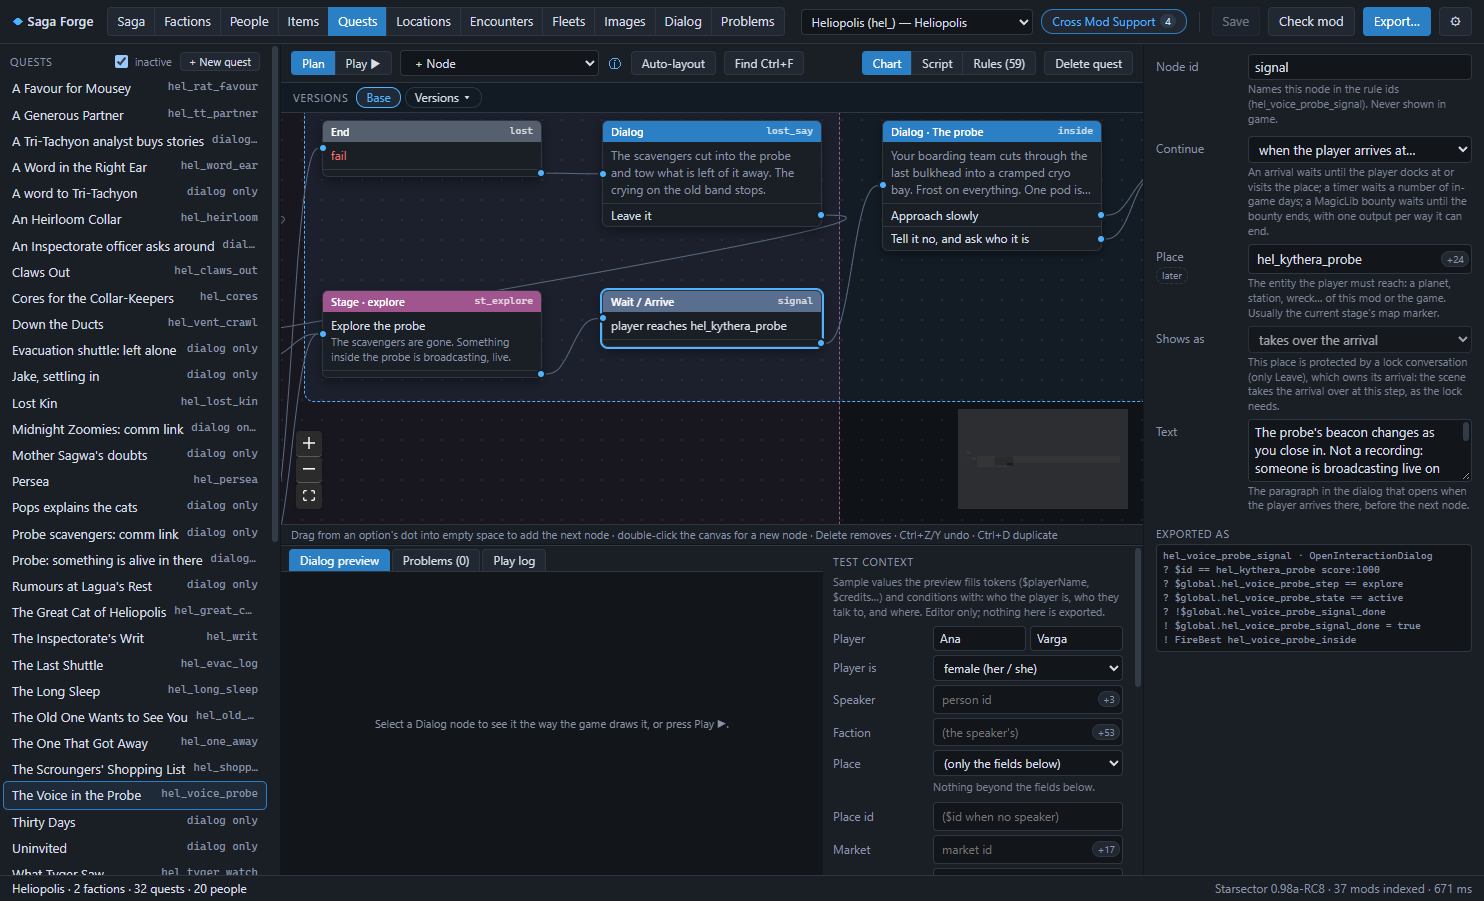 Saga Forge
Saga
Factions
People
Items
Quests
Locations
Encounters
Fleets
Images
Dialog
Problems
Heliopolis (hel_) — Heliopolis
Cross Mod Support 4
Save
Check mod
Export...
QUESTS
inactive
+ New quest
A Favour for Mousey hel_rat_favour
A Generous Partner hel_tt_partner
A Tri-Tachyon analyst buys stories dialog…
A Word in the Right Ear hel_word_ear
A word to Tri-Tachyon dialog only
An Heirloom Collar hel_heirloom
An Inspectorate officer asks around dial…
Claws Out hel_claws_out
Cores for the Collar-Keepers hel_cores
Down the Ducts hel_vent_crawl
Evacuation shuttle: left alone dialog only
Jake, settling in dialog only
Lost Kin hel_lost_kin
Midnight Zoomies: comm link dialog on…
Mother Sagwa's doubts dialog only
Persea hel_persea
Pops explains the cats dialog only
Probe scavengers: comm link dialog only
Probe: something is alive in there dialog…
Rumours at Lagua's Rest dialog only
The Great Cat of Heliopolis hel_great_c…
The Inspectorate's Writ hel_writ
The Last Shuttle hel_evac_log
The Long Sleep hel_long_sleep
The Old One Wants to See You hel_old_…
The One That Got Away hel_one_away
The Scroungers' Shopping List hel_shopp…
The Voice in the Probe hel_voice_probe
Thirty Days dialog only
Uninvited dialog only
What Tyger Saw hel_tyger_watch
Plan
Play ▶
+ Node
Auto-layout
Find Ctrl+F
Chart
Script
Rules (59)
Delete quest
VERSIONS
Base
Versions ▾
End lost
fail
Dialog lost_say
The scavengers cut into the probe
and tow what is left of it away. The
crying on the old band stops.
Leave it
Dialog · The probe inside
Your boarding team cuts through the
last bulkhead into a cramped cryo
bay. Frost on everything. One pod is...
Approach slowly
Tell it no, and ask who it is
Stage · explore st_explore
Explore the probe
The scavengers are gone. Something
inside the probe is broadcasting, live.
Wait / Arrive signal
player reaches hel_kythera_probe
Drag from an option's dot into empty space to add the next node · double-click the canvas for a new node · Delete removes · Ctrl+Z/Y undo · Ctrl+D duplicate
Dialog preview
Problems (0)
Play log
Select a Dialog node to see it the way the game draws it, or press Play ▶.
TEST CONTEXT
Sample values the preview fills tokens ($playerName,
$credits...) and conditions with: who the player is, who they
talk to, and where. Editor only; nothing here is exported.
Player Ana Varga
Player is female (her / she)
Speaker person id +3
Faction (the speaker's) +53
Place (only the fields below)
Nothing beyond the fields below.
Place id ($id when no speaker)
Market market id +17
Node id signal
Names this node in the rule ids
(hel_voice_probe_signal). Never shown in
game.
Continue when the player arrives at...
An arrival waits until the player docks at or
visits the place; a timer waits a number of in-
game days; a MagicLib bounty waits until the
bounty ends, with one output per way it can
end.
Place hel_kythera_probe +24
later
The entity the player must reach: a planet,
station, wreck... of this mod or the game.
Usually the current stage's map marker.
Shows as takes over the arrival
This place is protected by a lock conversation
(only Leave), which owns its arrival: the scene
takes the arrival over at this step, as the lock
needs.
Text The probe's beacon changes as
you close in. Not a recording:
someone is broadcasting live on
The paragraph in the dialog that opens when
the player arrives there, before the next node.
EXPORTED AS
hel_voice_probe_signal · OpenInteractionDialog
? $id == hel_kythera_probe score:1000
? $global.hel_voice_probe_step == explore
? $global.hel_voice_probe_state == active
? !$global.hel_voice_probe_signal_done
! $global.hel_voice_probe_signal_done = true
! FireBest hel_voice_probe_inside
Heliopolis · 2 factions · 32 quests · 20 people
Starsector 0.98a-RC8 · 37 mods indexed · 671 ms